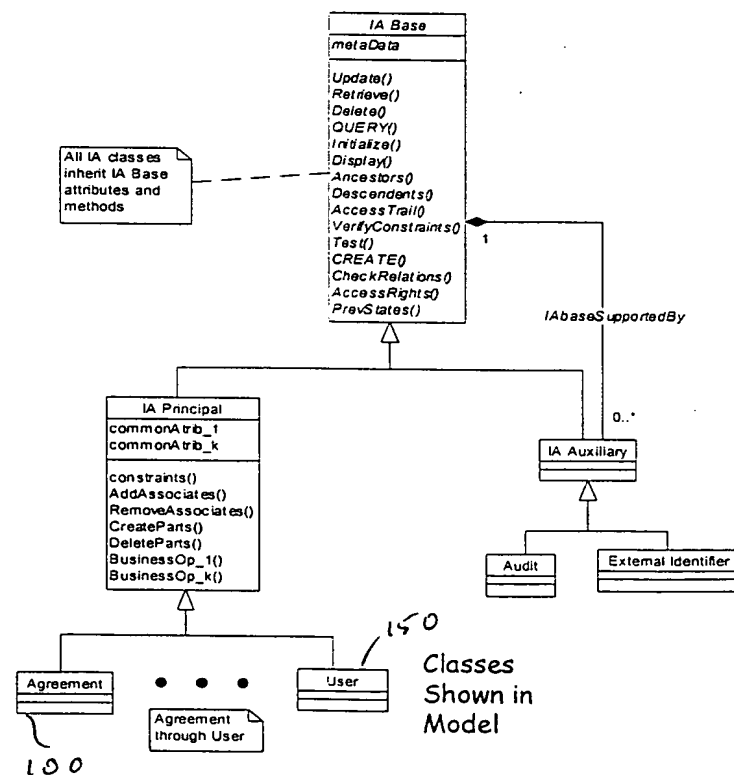 IA Base
metaData
Update()
Retrieve()
Delete()
QUERY()
Initialize()
Display()
Ancestors()
Descendents()
AccessTrail()
VerifyConstraints()
Test()
CREATE()
CheckRelations()
AccessRights()
PrevStates()
All IA classes
inherit IA Base
attributes and
methods
1
IAbaseSupportedBy
0..*
IA Principal
commonAtrib_1
commonAtrib_k
constraints()
AddAssociates()
RemoveAssociates()
CreateParts()
DeleteParts()
BusinessOp_1()
BusinessOp_k()
IA Auxiliary
Audit
External Identifier
150
Agreement
User
Classes
Shown in
Model
Agreement
through User
100